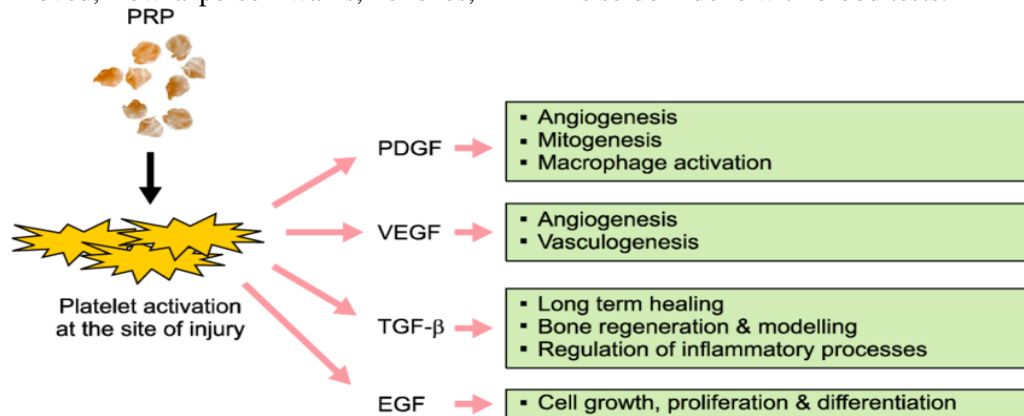 PRP
Platelet activation
at the site of injury
PDGF
▪ Angiogenesis
▪ Mitogenesis
▪ Macrophage activation
VEGF
▪ Angiogenesis
▪ Vasculogenesis
TGF-β
▪ Long term healing
▪ Bone regeneration & modelling
▪ Regulation of inflammatory processes
EGF
▪ Cell growth, proliferation & differentiation